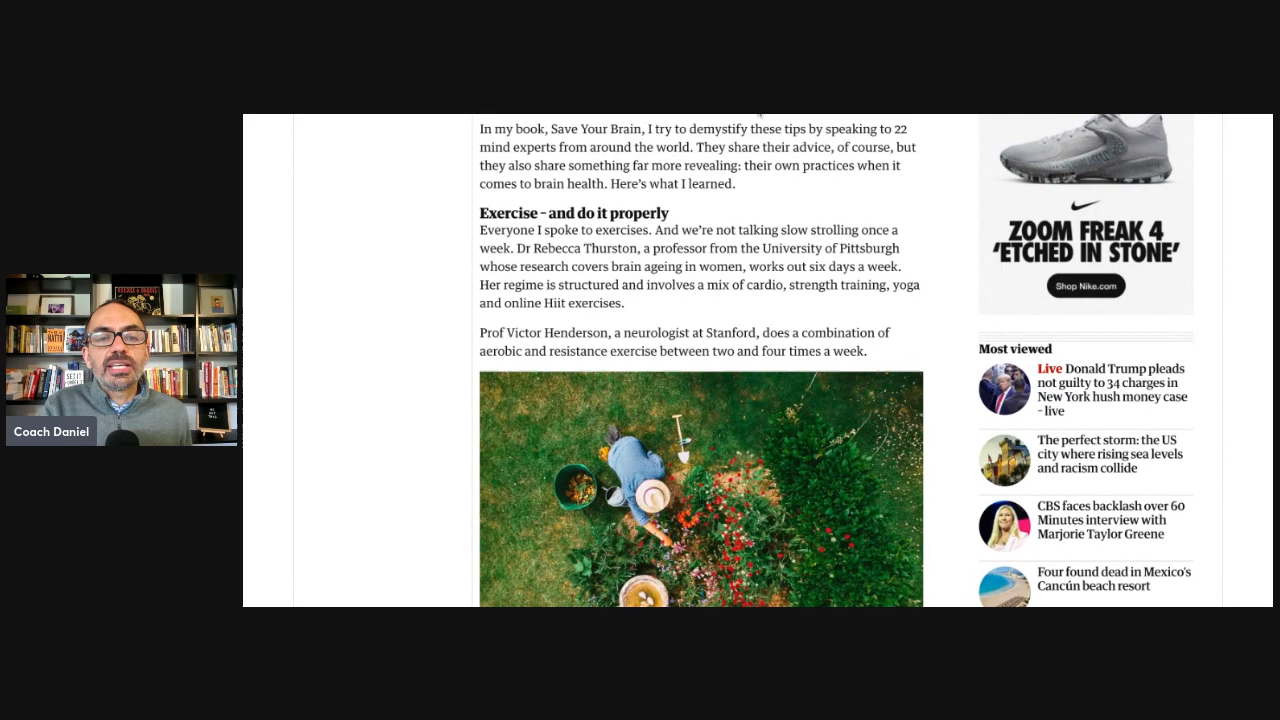 In my book, Save Your Brain, I try to demystify these tips by speaking to 22
mind experts from around the world. They share their advice, of course, but
they also share something far more revealing: their own practices when it
comes to brain health. Here's what I learned.
Exercise – and do it properly
Everyone I spoke to exercises. And we're not talking slow strolling once a
week. Dr Rebecca Thurston, a professor from the University of Pittsburgh
whose research covers brain ageing in women, works out six days a week.
Her regime is structured and involves a mix of cardio, strength training, yoga
and online Hiit exercises.
Prof Victor Henderson, a neurologist at Stanford, does a combination of
aerobic and resistance exercise between two and four times a week.
ZOOM FREAK 4
'ETCHED IN STONE'
Shop Nike.com
Most viewed
Live Donald Trump pleads
not guilty to 34 charges in
New York hush money case
– live
The perfect storm: the US
city where rising sea levels
and racism collide
CBS faces backlash over 60
Minutes interview with
Marjorie Taylor Greene
Four found dead in Mexico's
Cancún beach resort
Coach Daniel